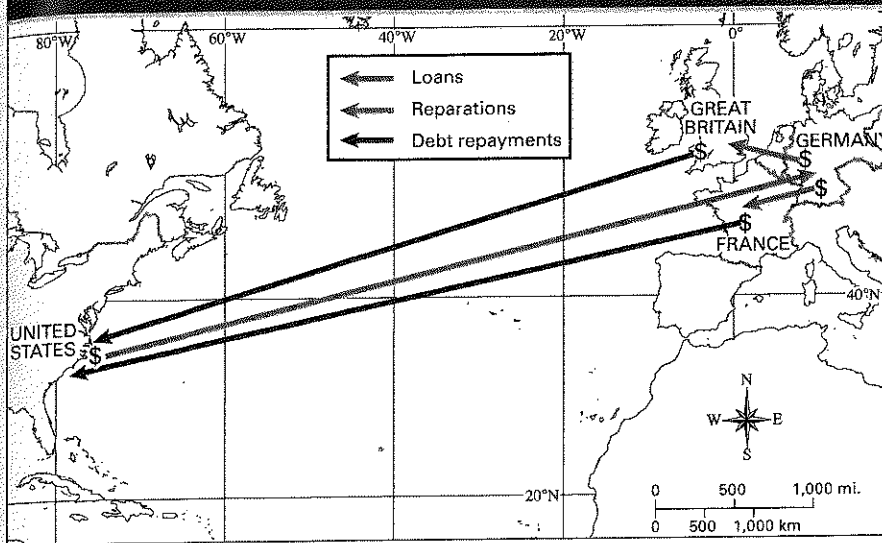 80°W
60°W
20°W
0°
Loans
Reparations
Debt repayments
GREAT
BRITAIN
GERMANY
$
$
$
$
FRANCE
40°N
UNITED
STATES
$
N
W
E
S
20°N
0 500 1,000 mi.
0 500 1,000 km